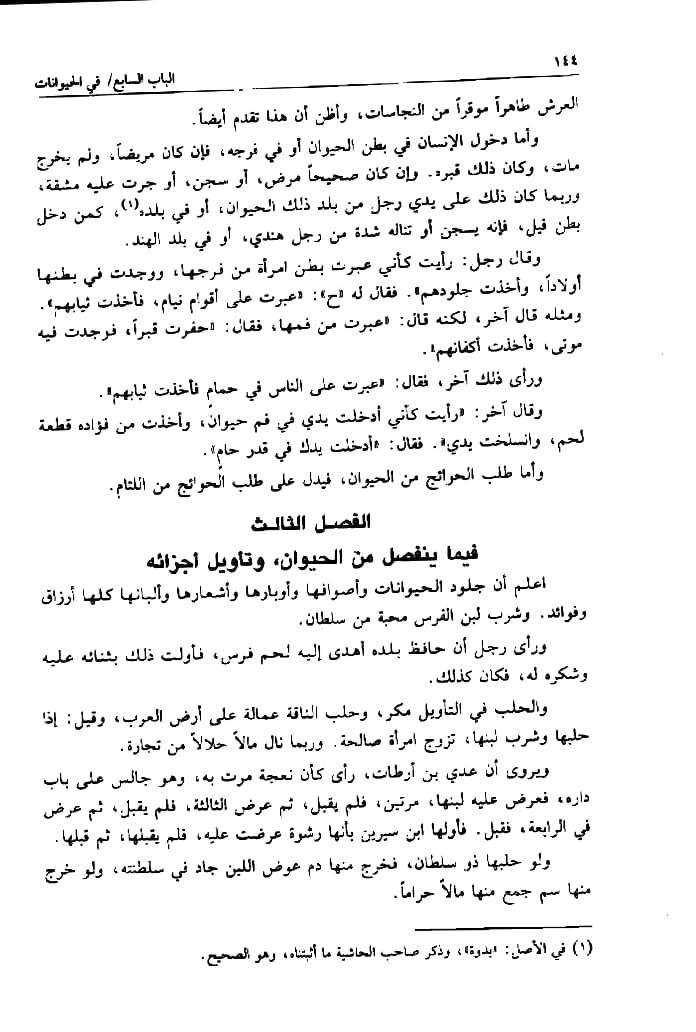 ١٤٤
الباب السابع/ في الحيوانات
العرش طاهراً موقراً من النجاسات، وأظن أن هذا تقدم أيضاً.
وأما دخول الإنسان في بطن الحيوان أو في فرجه، فإن كان مريضاً، ولم يخرج
مات، وكان ذلك قبره. وإن كان صحيحاً مرض، أو سجن، أو جرت عليه مشقة،
وربما كان ذلك على يدي رجل من بلد ذلك الحيوان، أو في بلده(١)، كمن دخل
بطن فيل، فإنه يسجن أو تناله شدة من رجل هندي، أو في بلد الهند.
وقال رجل: رأيت كأني عبرت بطن امرأة من فرجها، ووجدت في بطنها
أولاداً، وأخذت جلودهم". فقال له "ح": "عبرت على أقوام نيام، فأخذت ثيابهم".
ومثله قال آخر، لكنه قال: "عبرت من فمها، فقال: "حفرت قبراً، فوجدت فيه
موتى، فأخذت أكفانهم".
ورأى ذلك آخر، فقال: "عبرت على الناس في حمام فأخذت ثيابهم".
وقال آخر: "رأيت كأني أدخلت يدي في فم حيوان، وأخذت من فؤاده قطعة
لحم، وانسلخت يدي". فقال: "أدخلت يدك في قدر حام".
وأما طلب الحوائج من الحيوان، فيدل على طلب الحوائج من اللئام.
الفصل الثالث
فيما ينفصل من الحيوان، وتأويل أجزائه
اعلم أن جلود الحيوانات وأصوافها وأوبارها وأشعارها وألبانها كلها أرزاق
وفوائد. وشرب لبن الفرس محبة من سلطان.
ورأى رجل أن حافظ بلده أهدى إليه لحم فرس، فأولت ذلك بثنائه عليه
وشكره له، فكان كذلك.
والحلب في التأويل مكر، وحلب الناقة عمالة على أرض العرب، وقيل: إذا
حلبها وشرب لبنها، تزوج امرأة صالحة. وربما نال مالاً حلالاً من تجارة.
ويروى أن عدي بن أرطات، رأى كأن نعجة مرت به، وهو جالس على باب
داره، فعرض عليه لبنها، مرتين، فلم يقبل، ثم عرض الثالثة، فلم يقبل، ثم عرض
في الرابعة، فقبل. فأولها ابن سيرين بأنها رشوة عرضت عليه، فلم يقبلها، ثم قبلها.
ولو حلبها ذو سلطان، فخرج منها دم عوض اللبن جاد في سلطنته، ولو خرج
منها سم جمع منها مالاً حراماً.
(١) في الأصل: "بدوة"، وذكر صاحب الحاشية ما أثبتناه، وهو الصحيح.